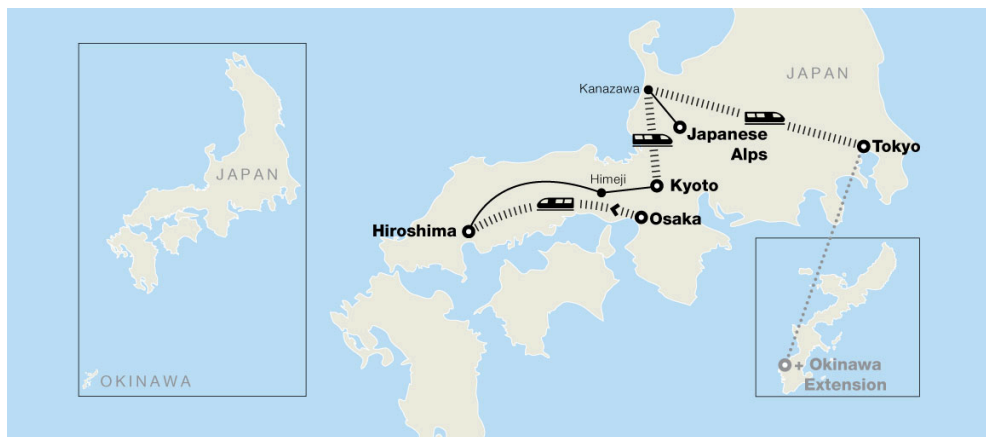 JAPAN
OKINAWA
JAPAN
Kanazawa
Japanese
Alps
Tokyo
Himeji
Kyoto
Osaka
Hiroshima
+ Okinawa
Extension